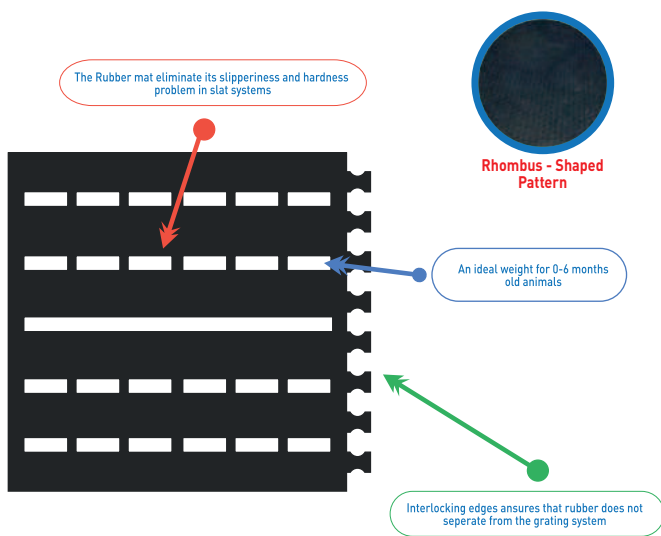 The Rubber mat eliminate its slipperiness and hardness
problem in slat systems
Rhombus - Shaped
Pattern
An ideal weight for 0-6 months
old animals
Interlocking edges ansures that rubber does not
seperate from the grating system